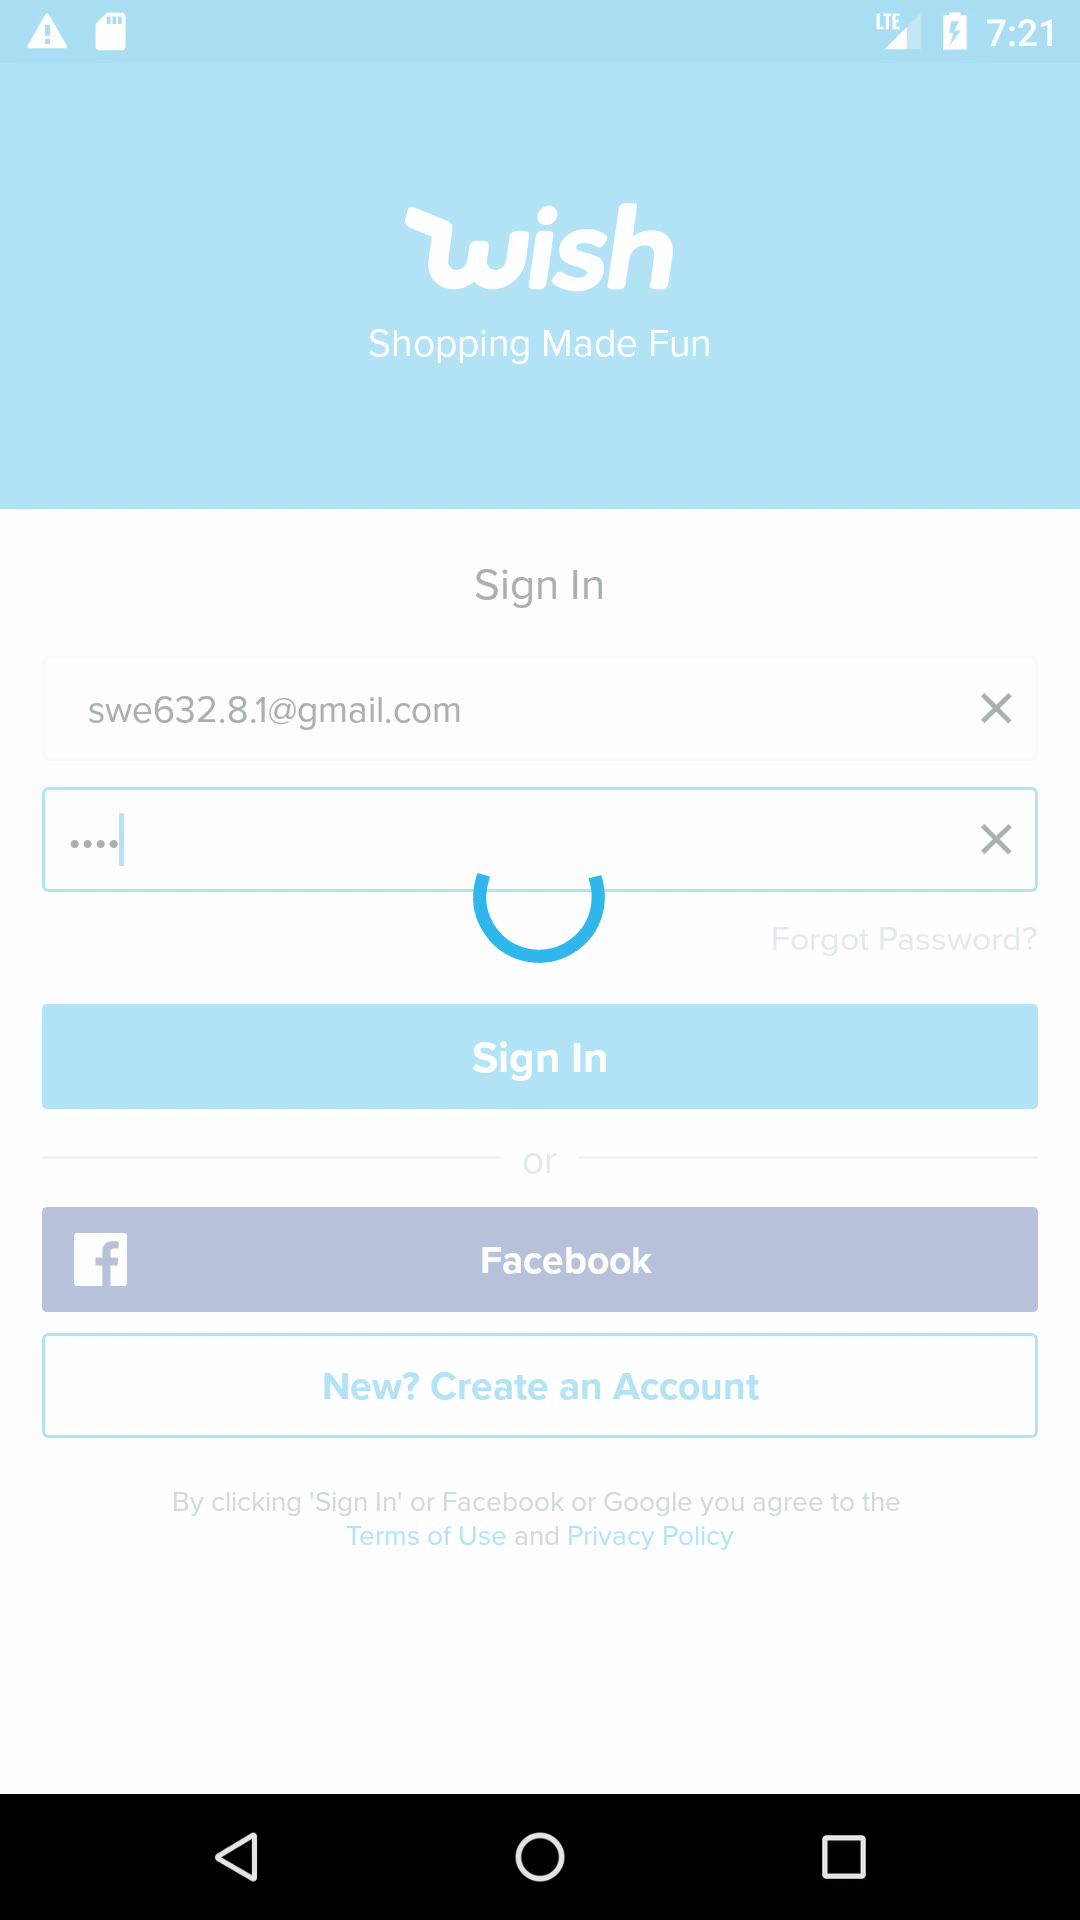 LTE 7:21
wish
Shopping Made Fun
Sign In
swe632.8.1@gmail.com
••••
Forgot Password?
Sign In
or
Facebook
New? Create an Account
By clicking 'Sign In' or Facebook or Google you agree to the
Terms of Use and Privacy Policy